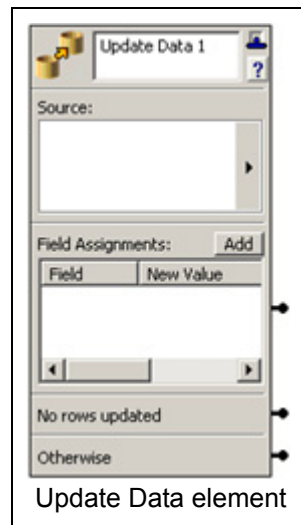 Update Data 1
?
Source:
Field Assignments: Add
Field New Value
No rows updated
Otherwise
Update Data element